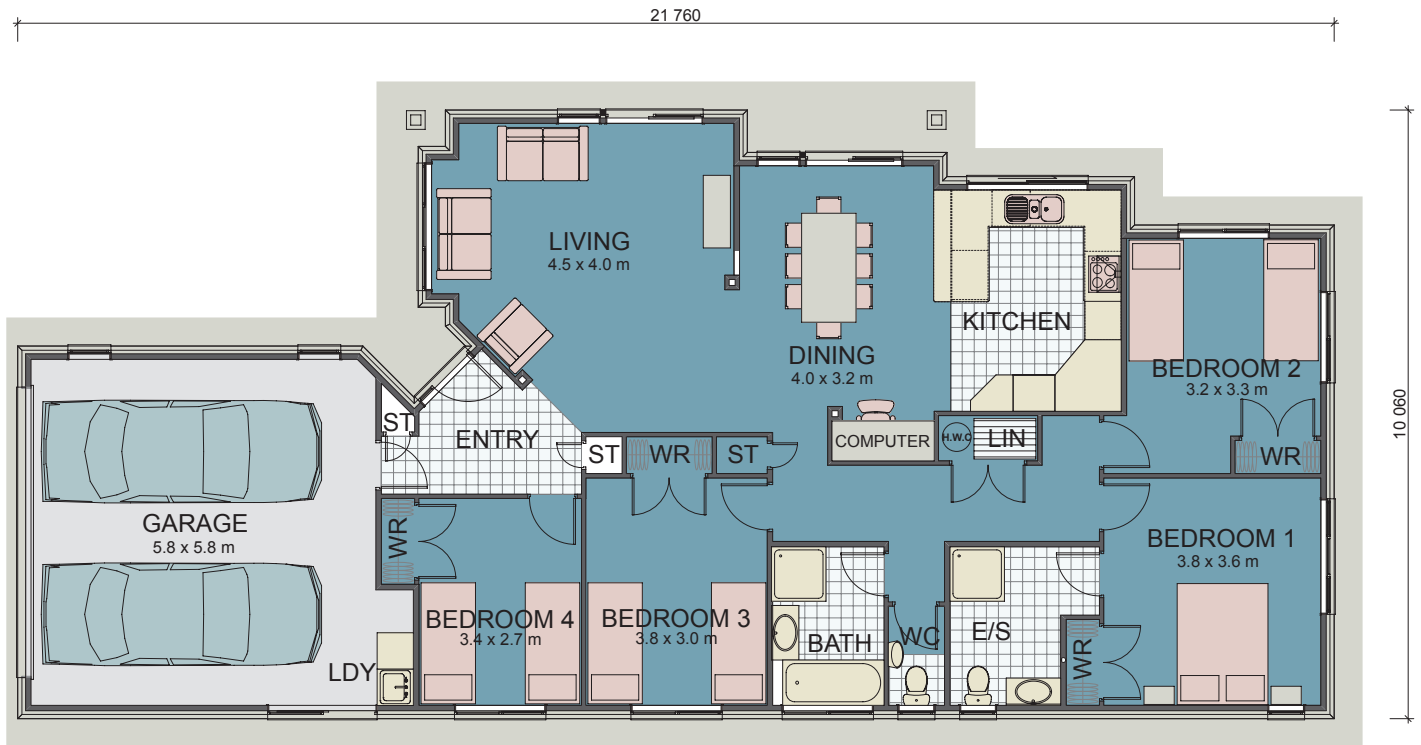 21 760
10 060
LIVING
4.5 x 4.0 m
DINING
4.0 x 3.2 m
KITCHEN
BEDROOM 2
3.2 x 3.3 m
WR
ENTRY
ST
ST
WR
ST
COMPUTER
H.W.C
LIN
GARAGE
5.8 x 5.8 m
LDY
WR
BEDROOM 4
3.4 x 2.7 m
BEDROOM 3
3.8 x 3.0 m
BATH
WC
E/S
WR
BEDROOM 1
3.8 x 3.6 m